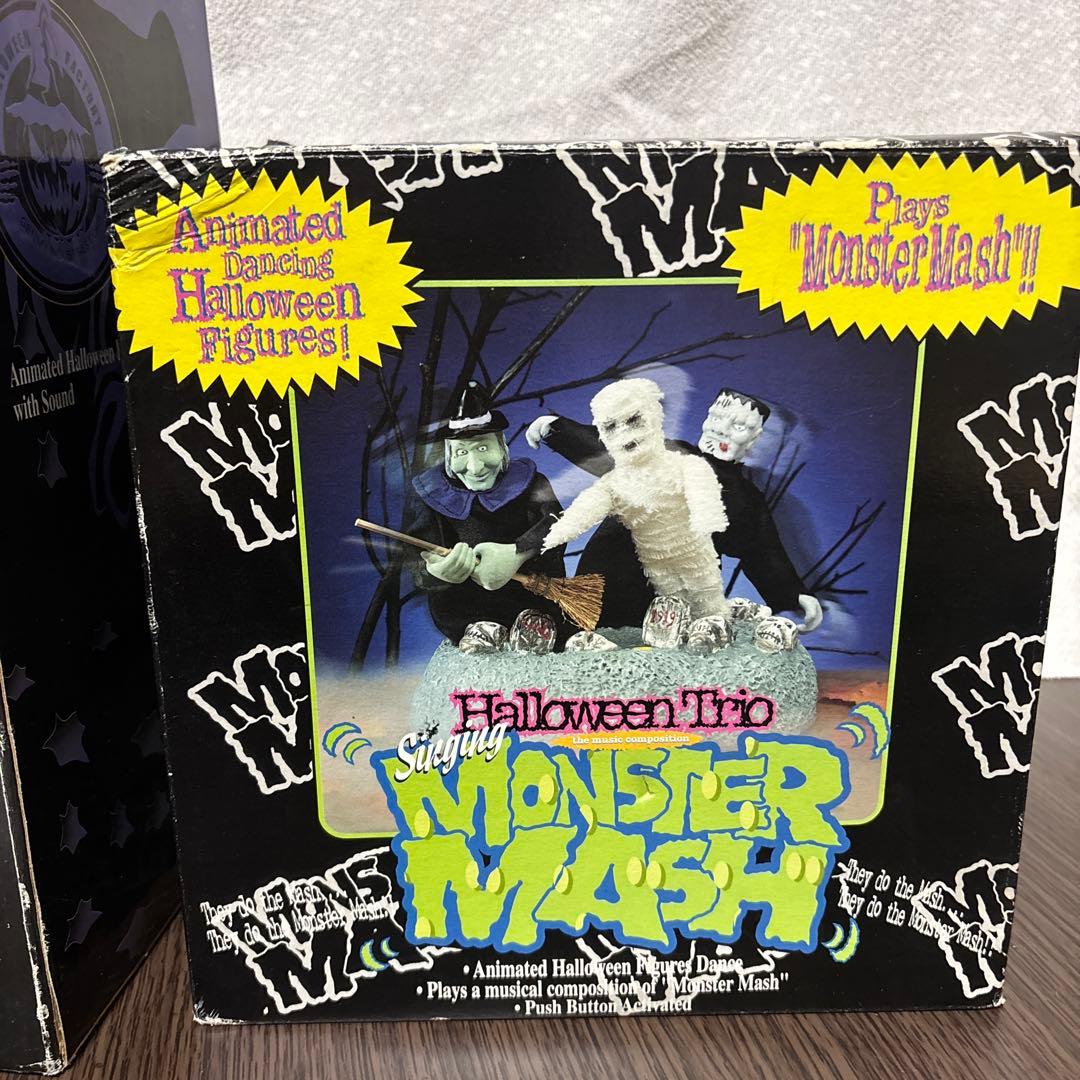 FACTORY
Animated Halloween
with Sound
Animated
Dancing
Halloween
Figures!
Plays
"Monster Mash"!!
1519
Halloween Trio
the music composition
Singing
MONSTER
MASH
They do the Mash...
They do the Monster Mash!!
They do the Mash...
They do the Monster Mash!!
• Animated Halloween Figures Dance
• Plays a musical composition of "Monster Mash"
• Push Button Activated